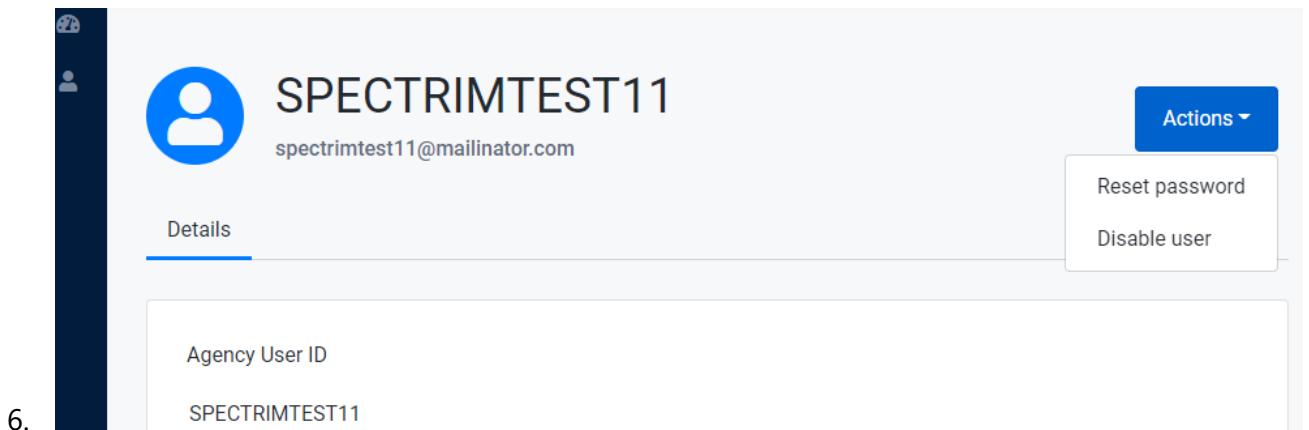 SPECTRIMTEST11
spectrimtest11@mailinator.com
Actions
Reset password
Disable user
Details
Agency User ID
SPECTRIMTEST11
6.